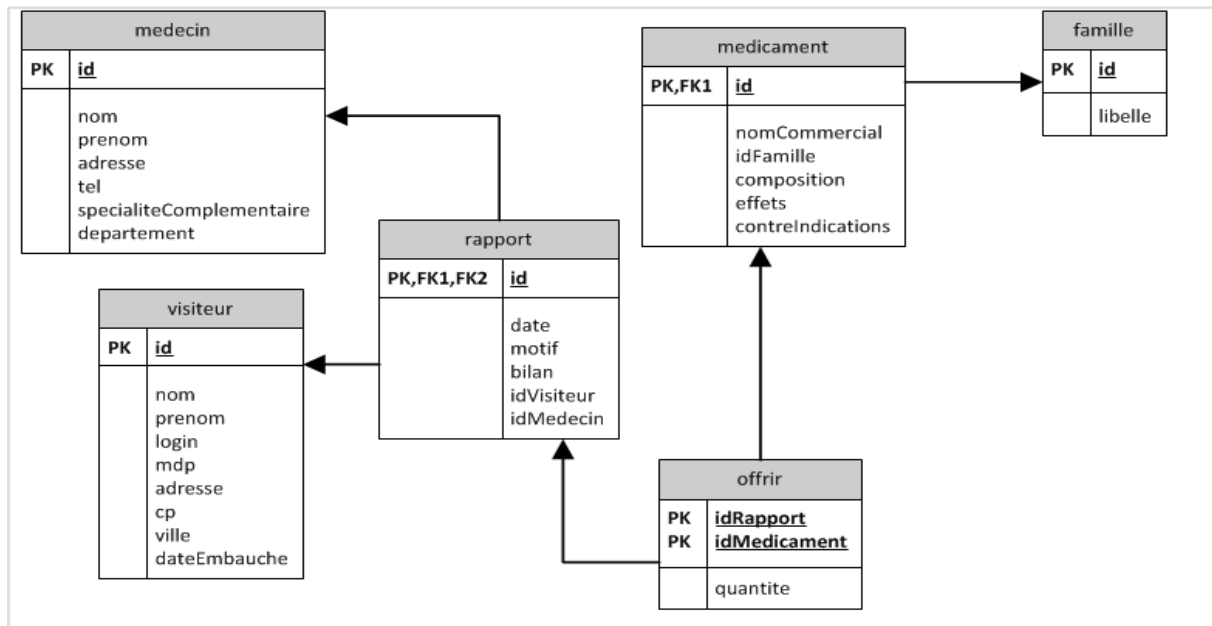 medecin
PK id
nom
prenom
adresse
tel
specialiteComplementaire
departement
medicament
PK,FK1 id
nomCommercial
idFamille
composition
effets
contreIndications
famille
PK id
libelle
rapport
PK,FK1,FK2 id
date
motif
bilan
idVisiteur
idMedecin
visiteur
PK id
nom
prenom
login
mdp
adresse
cp
ville
dateEmbauche
offrir
PK idRapport
PK idMedicament
quantite